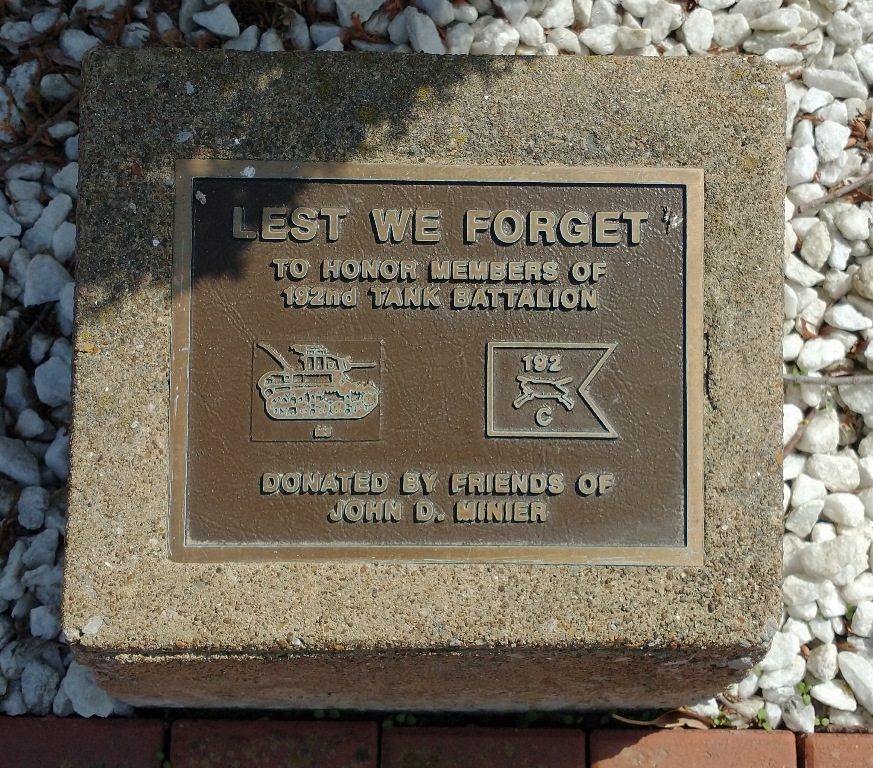 LEST WE FORGET
TO HONOR MEMBERS OF
192nd TANK BATTALION
192
C
DONATED BY FRIENDS OF
JOHN D. MINIER